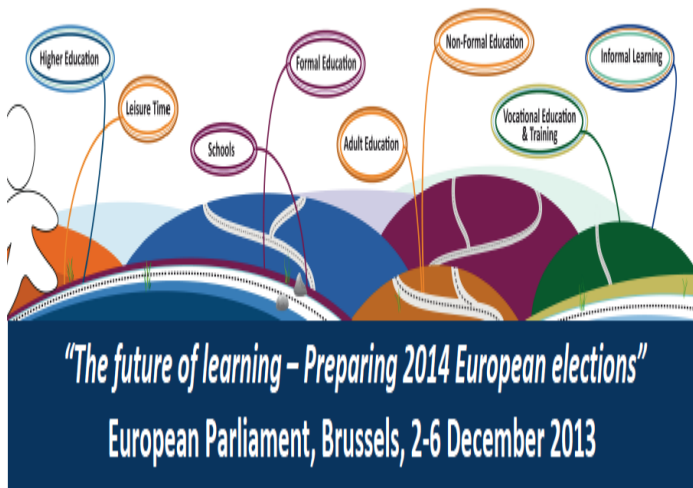 Higher Education
Leisure Time
Schools
Formal Education
Adult Education
Non-Formal Education
Vocational Education
& Training
Informal Learning
“The future of learning – Preparing 2014 European elections”
European Parliament, Brussels, 2-6 December 2013